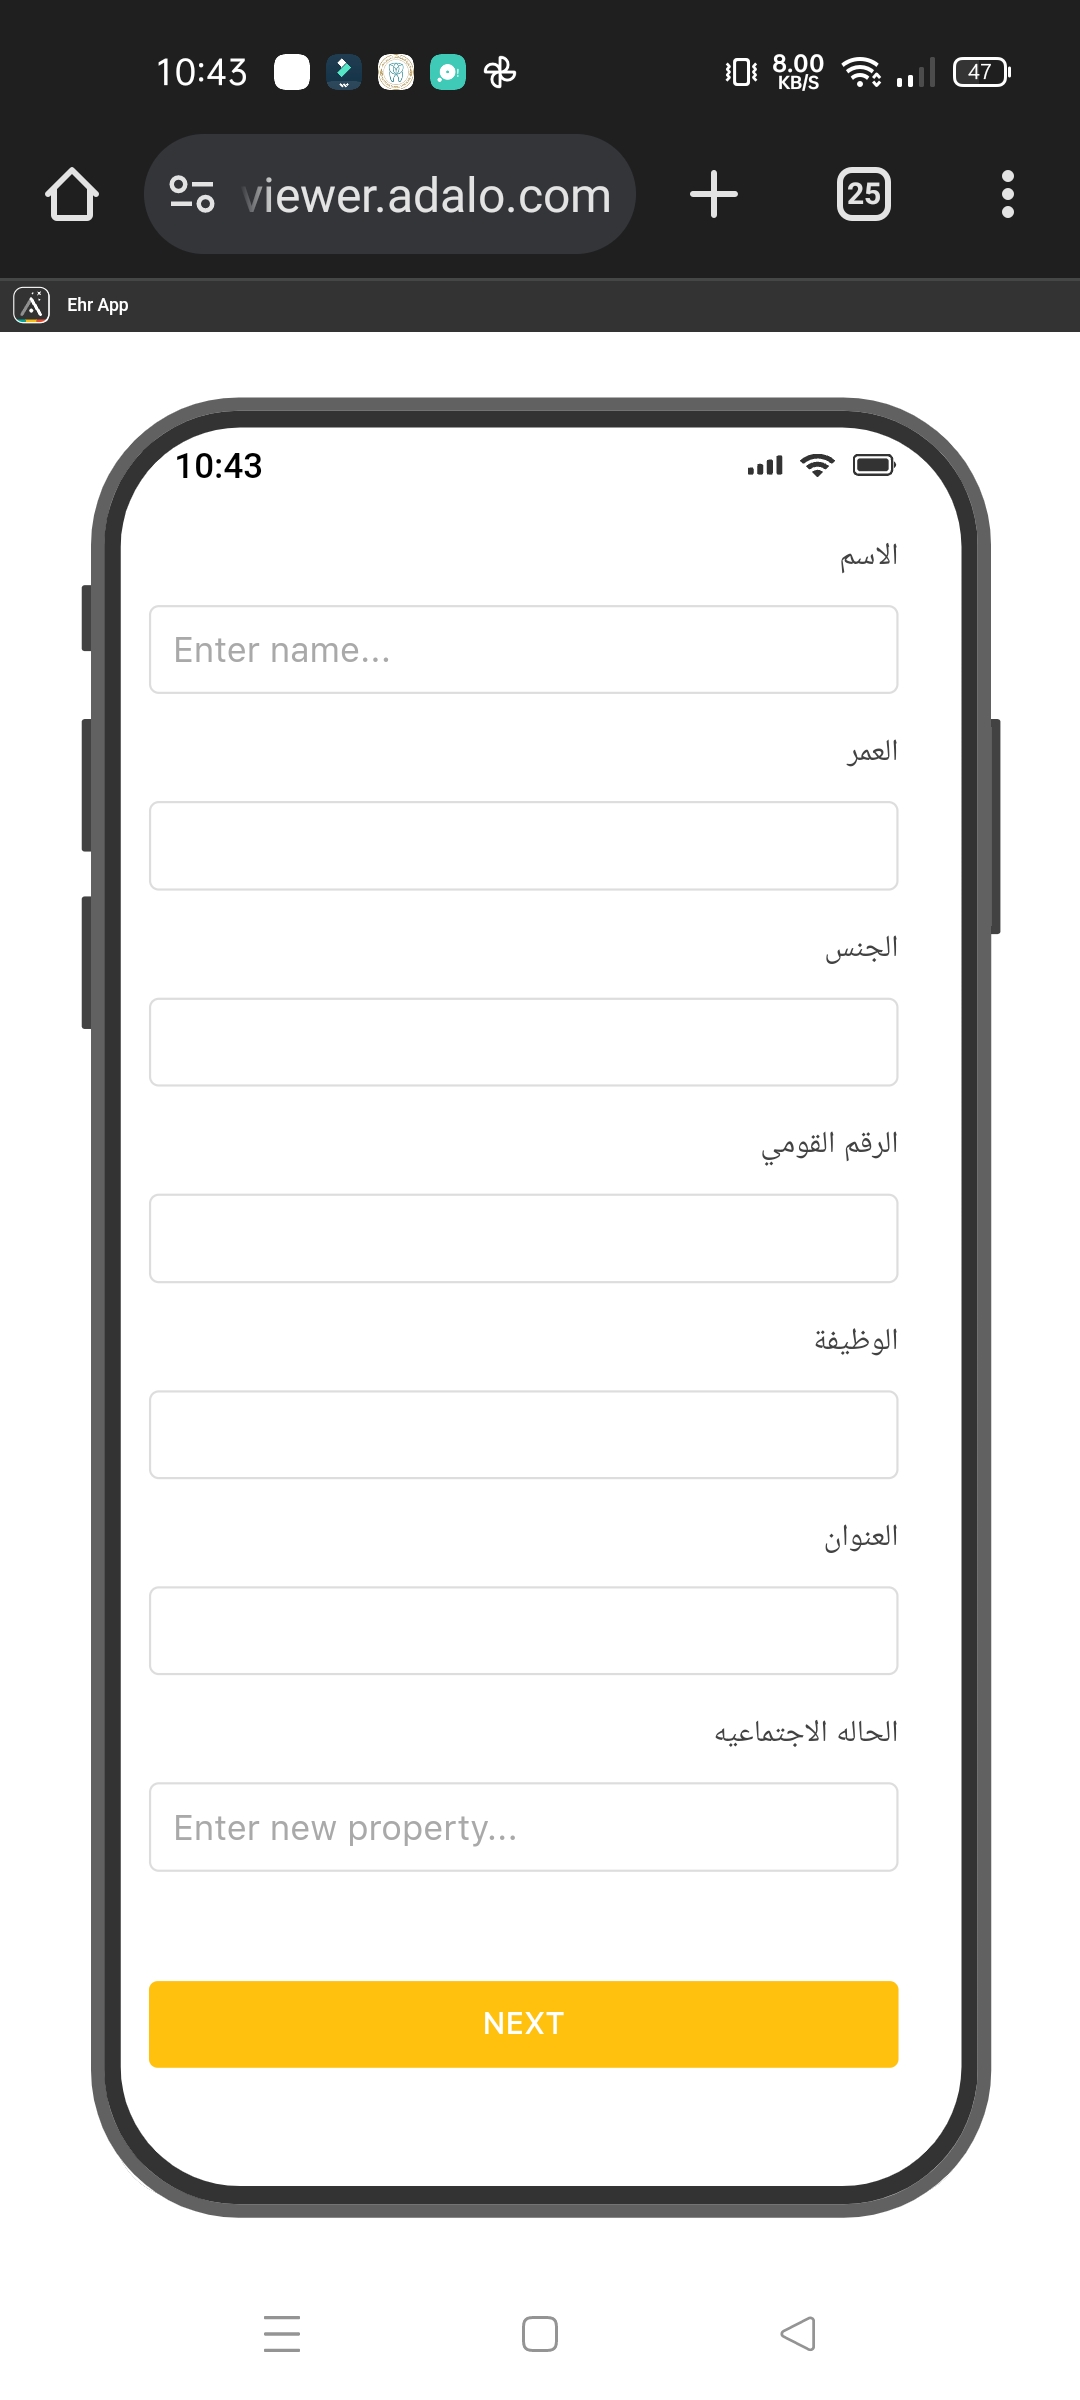 10:43
8.00
KB/S
47
viewer.adalo.com
25
Ehr App
10:43
الاسم
Enter name...
العمر
الجنس
الرقم القومي
الوظيفة
العنوان
الحاله الاجتماعيه
Enter new property...
NEXT